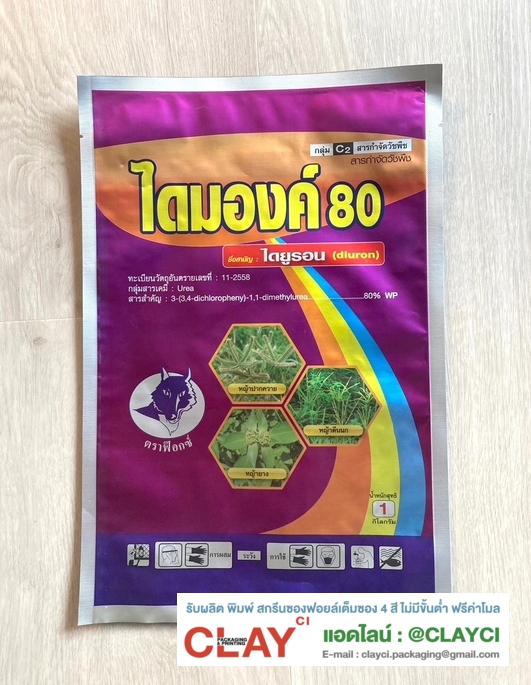 กลุ่ม C2 สารกำจัดวัชพืช
สารกำจัดวัชพืช
ไดมองค์ 80
ชื่อสามัญ : ไดยูรอน (diuron)
ทะเบียนวัตถุอันตรายเลขที่ : 11-2558
กลุ่มสารเคมี : Urea
สารสำคัญ : 3-(3,4-dichloropheny)-1,1-dimethylurea....................80% WP
หญ้าปากควาย
หญ้าตีนนก
หญ้ายาง
ตราฟ๊อกซ์
น้ำหนักสุทธิ
1
กิโลกรัม
การผสม ระวัง การใช้
รับผลิต พิมพ์ สกรีนซองฟอยล์เต็มซอง 4 สี ไม่มีขั้นต่ำ ฟรีค่าโมล
CLAY CI
PACKAGING & PRINTING
แอดไลน์ : @CLAYCI
E-mail : clayci.packaging@gmail.com